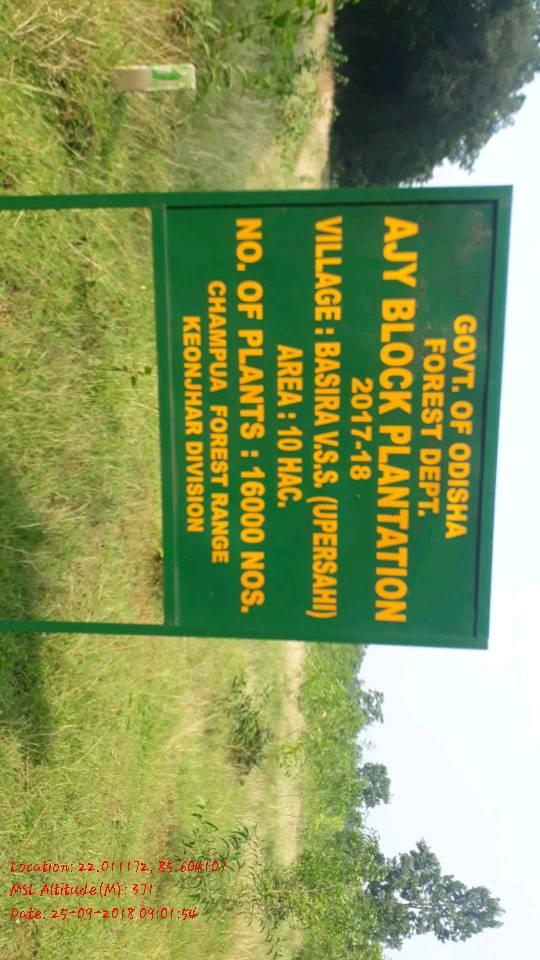 GOVT. OF ODISHA
FOREST DEPT.
AJY BLOCK PLANTATION
2017-18
VILLAGE : BASIRA V.S.S. (UPERSAHI)
AREA : 10 HAC.
NO. OF PLANTS : 16000 NOS.
CHAMPUA FOREST RANGE
KEONJHAR DIVISION
Location: 22.011172, 85.604107
MSL Altitude(M): 371
Date: 25-09-2018 09:01:54